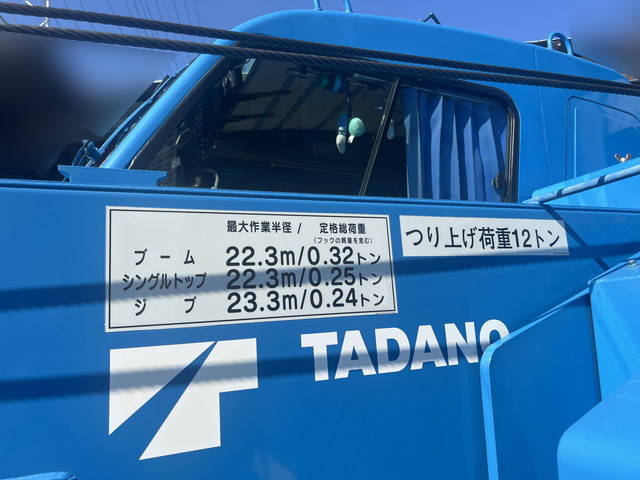 最大作業半径 / 定格総荷重
(フックの質量を含む)
ブーム 22.3m/0.32トン
シングルトップ 22.3m/0.25トン
ジブ 23.3m/0.24トン
つり上げ荷重12トン
TADANO